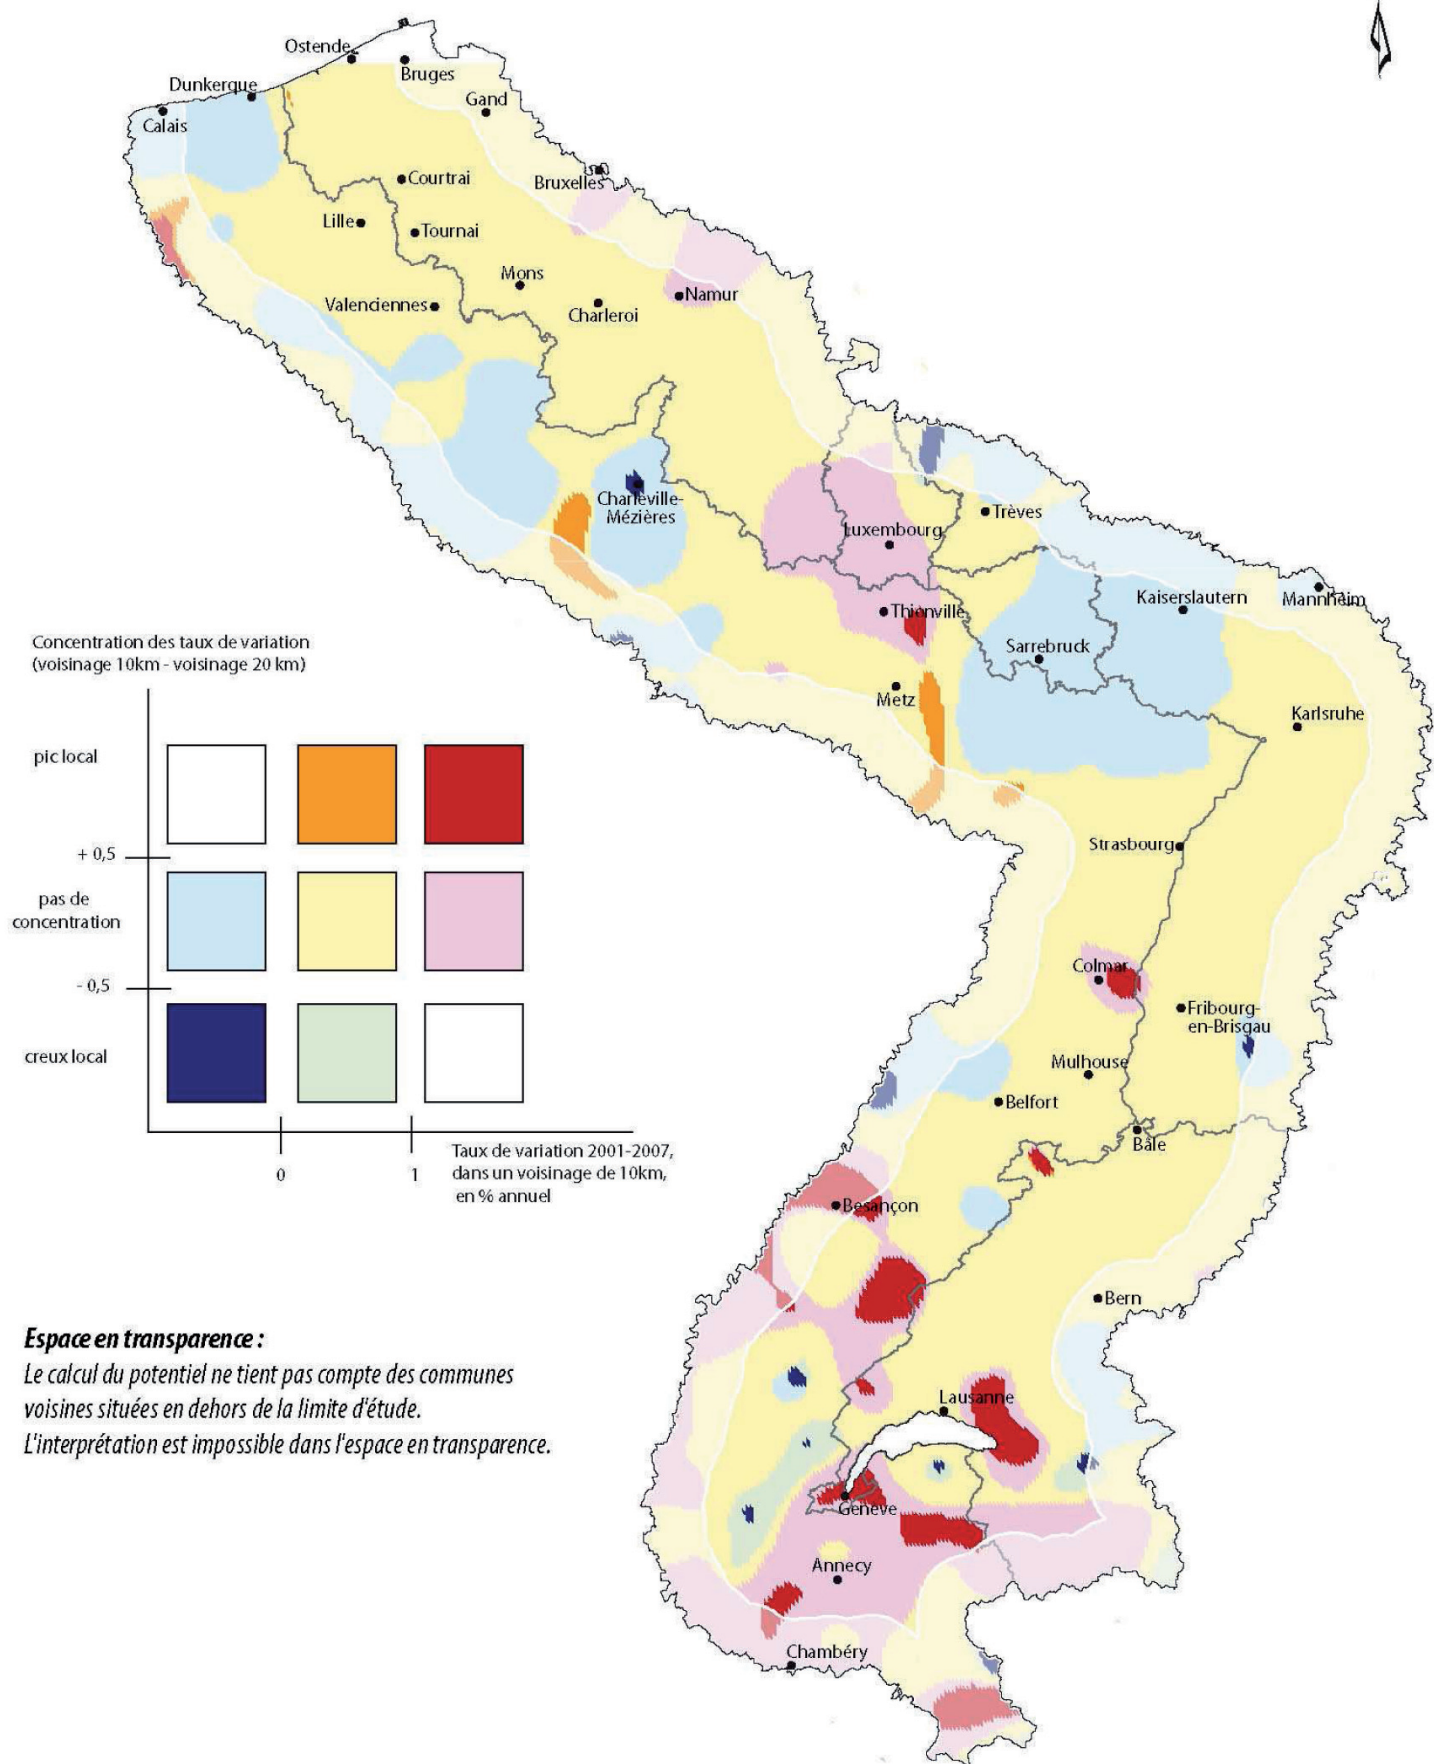 Ostende
Bruges
Dunkerque
Gand
Calais
Bruxelles
Courtrai
Lille
Tournai
Mons
Namur
Valenciennes
Charleroi
Charleville-
Mézières
Trèves
Luxembourg
Kaiserslautern
Mannheim
Thionville
Sarrebruck
Metz
Karlsruhe
Strasbourg
Colmar
Fribourg-
en-Brisgau
Mulhouse
Belfort
Bâle
Besançon
Bern
Lausanne
Genève
Annecy
Chambéry
Concentration des taux de variation
(voisinage 10km - voisinage 20 km)
pic local
+ 0,5
pas de
concentration
- 0,5
creux local
0
1
Taux de variation 2001-2007,
dans un voisinage de 10km,
en % annuel
Espace en transparence :
Le calcul du potentiel ne tient pas compte des communes
voisines situées en dehors de la limite d'étude.
L'interprétation est impossible dans l'espace en transparence.